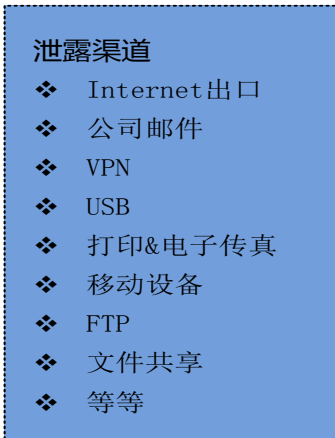 泄露渠道
❖ Internet出口
❖ 公司邮件
❖ VPN
❖ USB
❖ 打印&电子传真
❖ 移动设备
❖ FTP
❖ 文件共享
❖ 等等